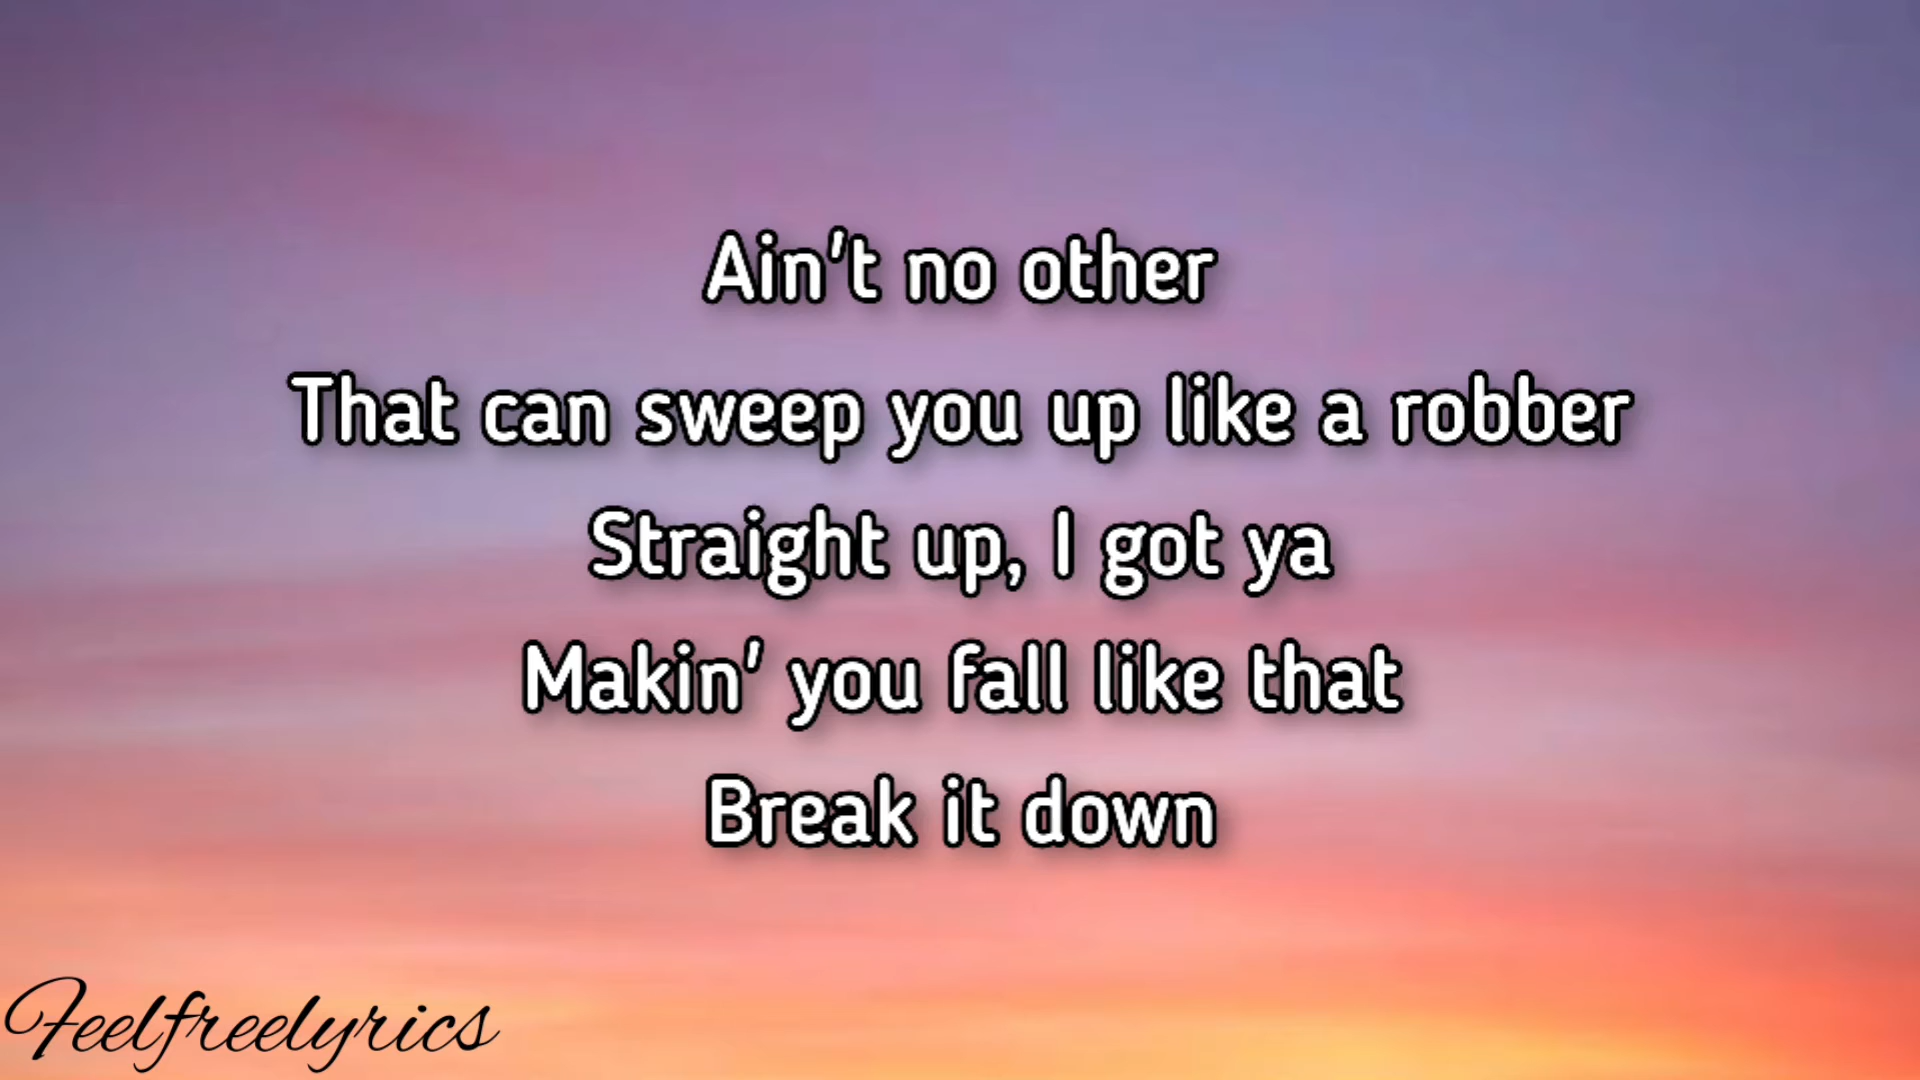 Ain't no other
That can sweep you up like a robber
Straight up, I got ya
Makin' you fall like that
Break it down
Feelfreelyrics